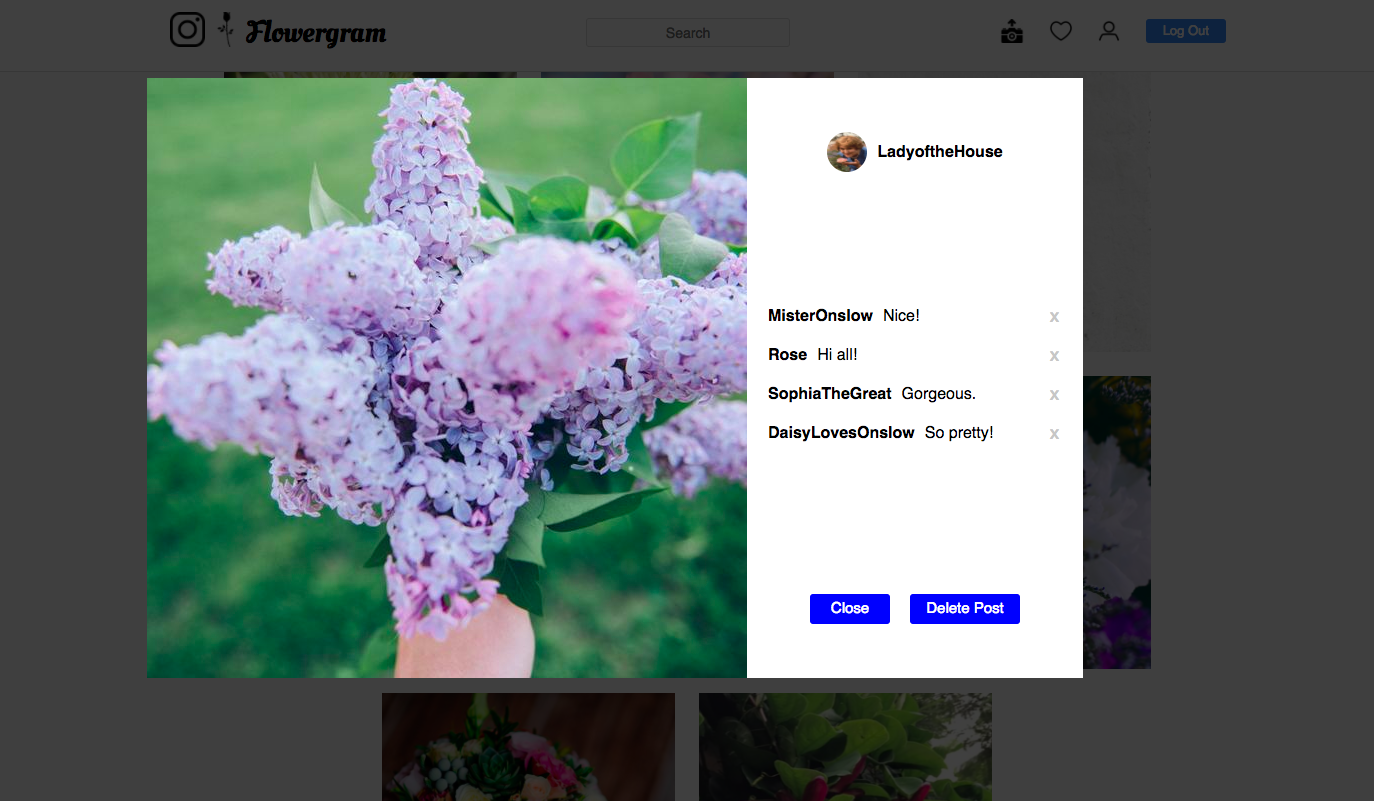 Flowergram
Search
Log Out
LadyoftheHouse
MisterOnslow Nice! x
Rose Hi all! x
SophiaTheGreat Gorgeous. x
DaisyLovesOnslow So pretty! x
Close
Delete Post